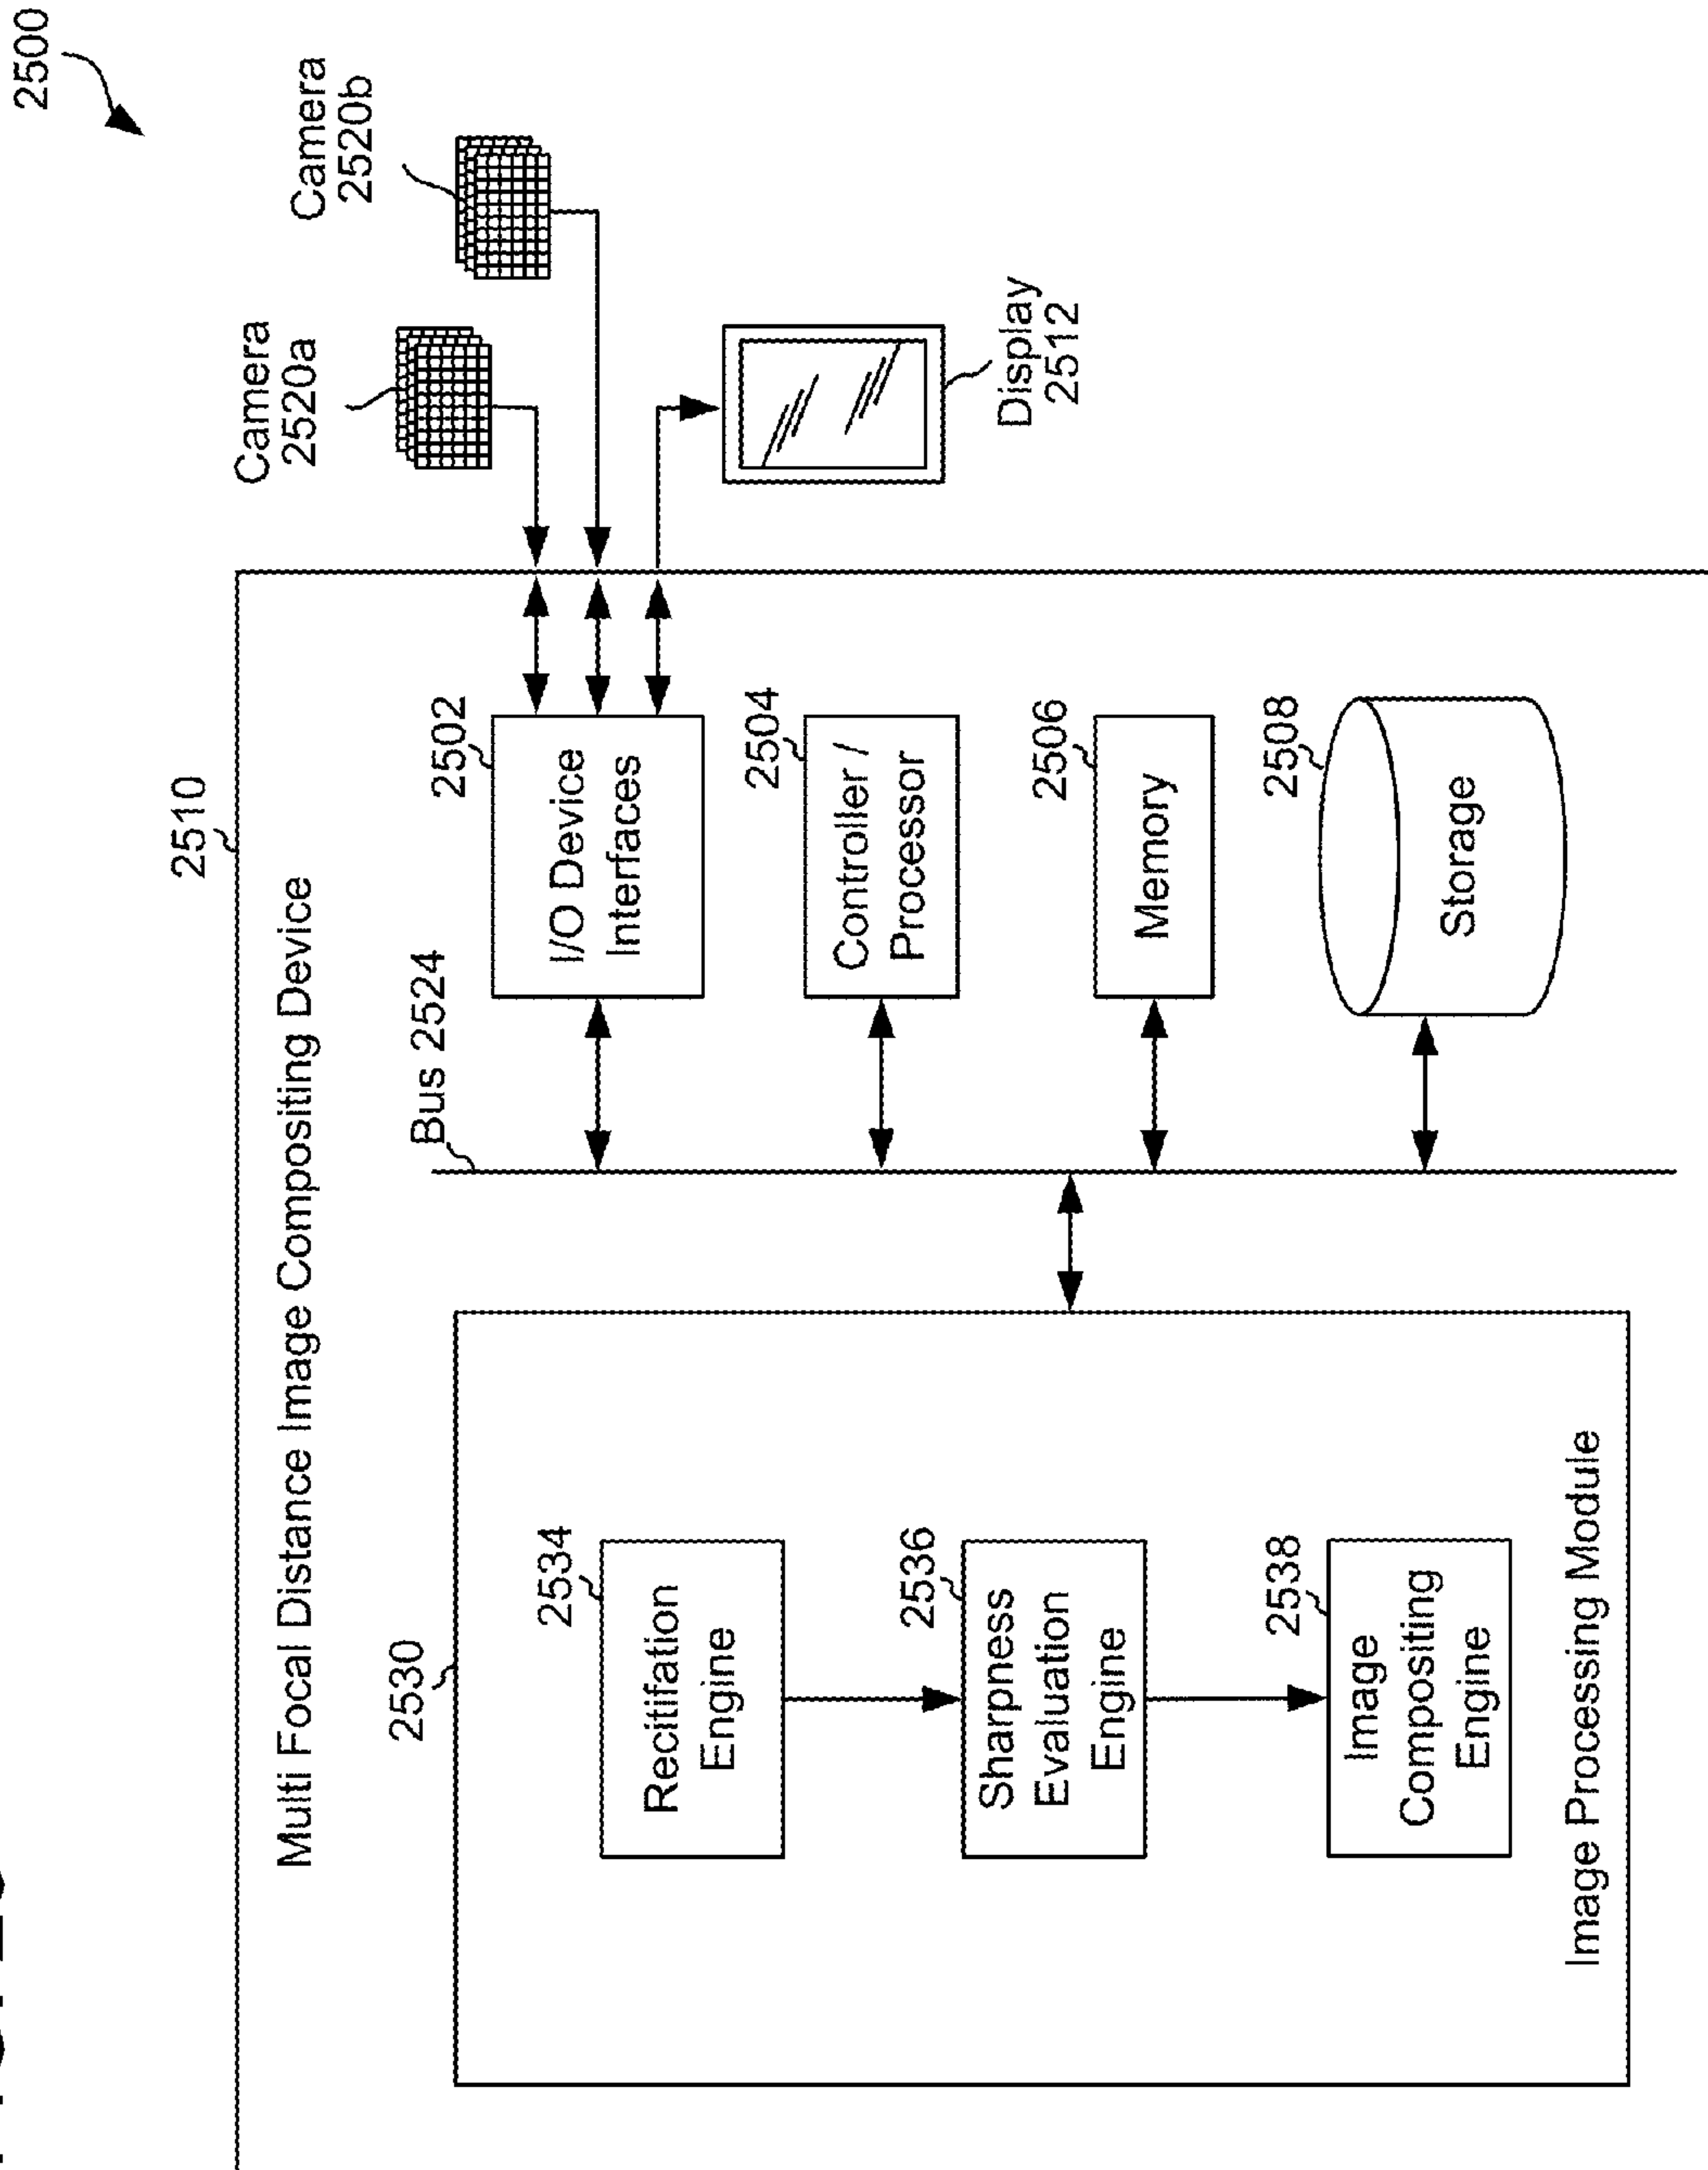 2500
2510
Multi Focal Distance Image Compositing Device
Camera
2520a
Camera
2520b
Display
2512
Bus 2524
2502
I/O Device
Interfaces
2504
Controller /
Processor
2506
Memory
2508
Storage
2530
2534
Recitifation
Engine
2536
Sharpness
Evaluation
Engine
2538
Image
Compositing
Engine
Image Processing Module